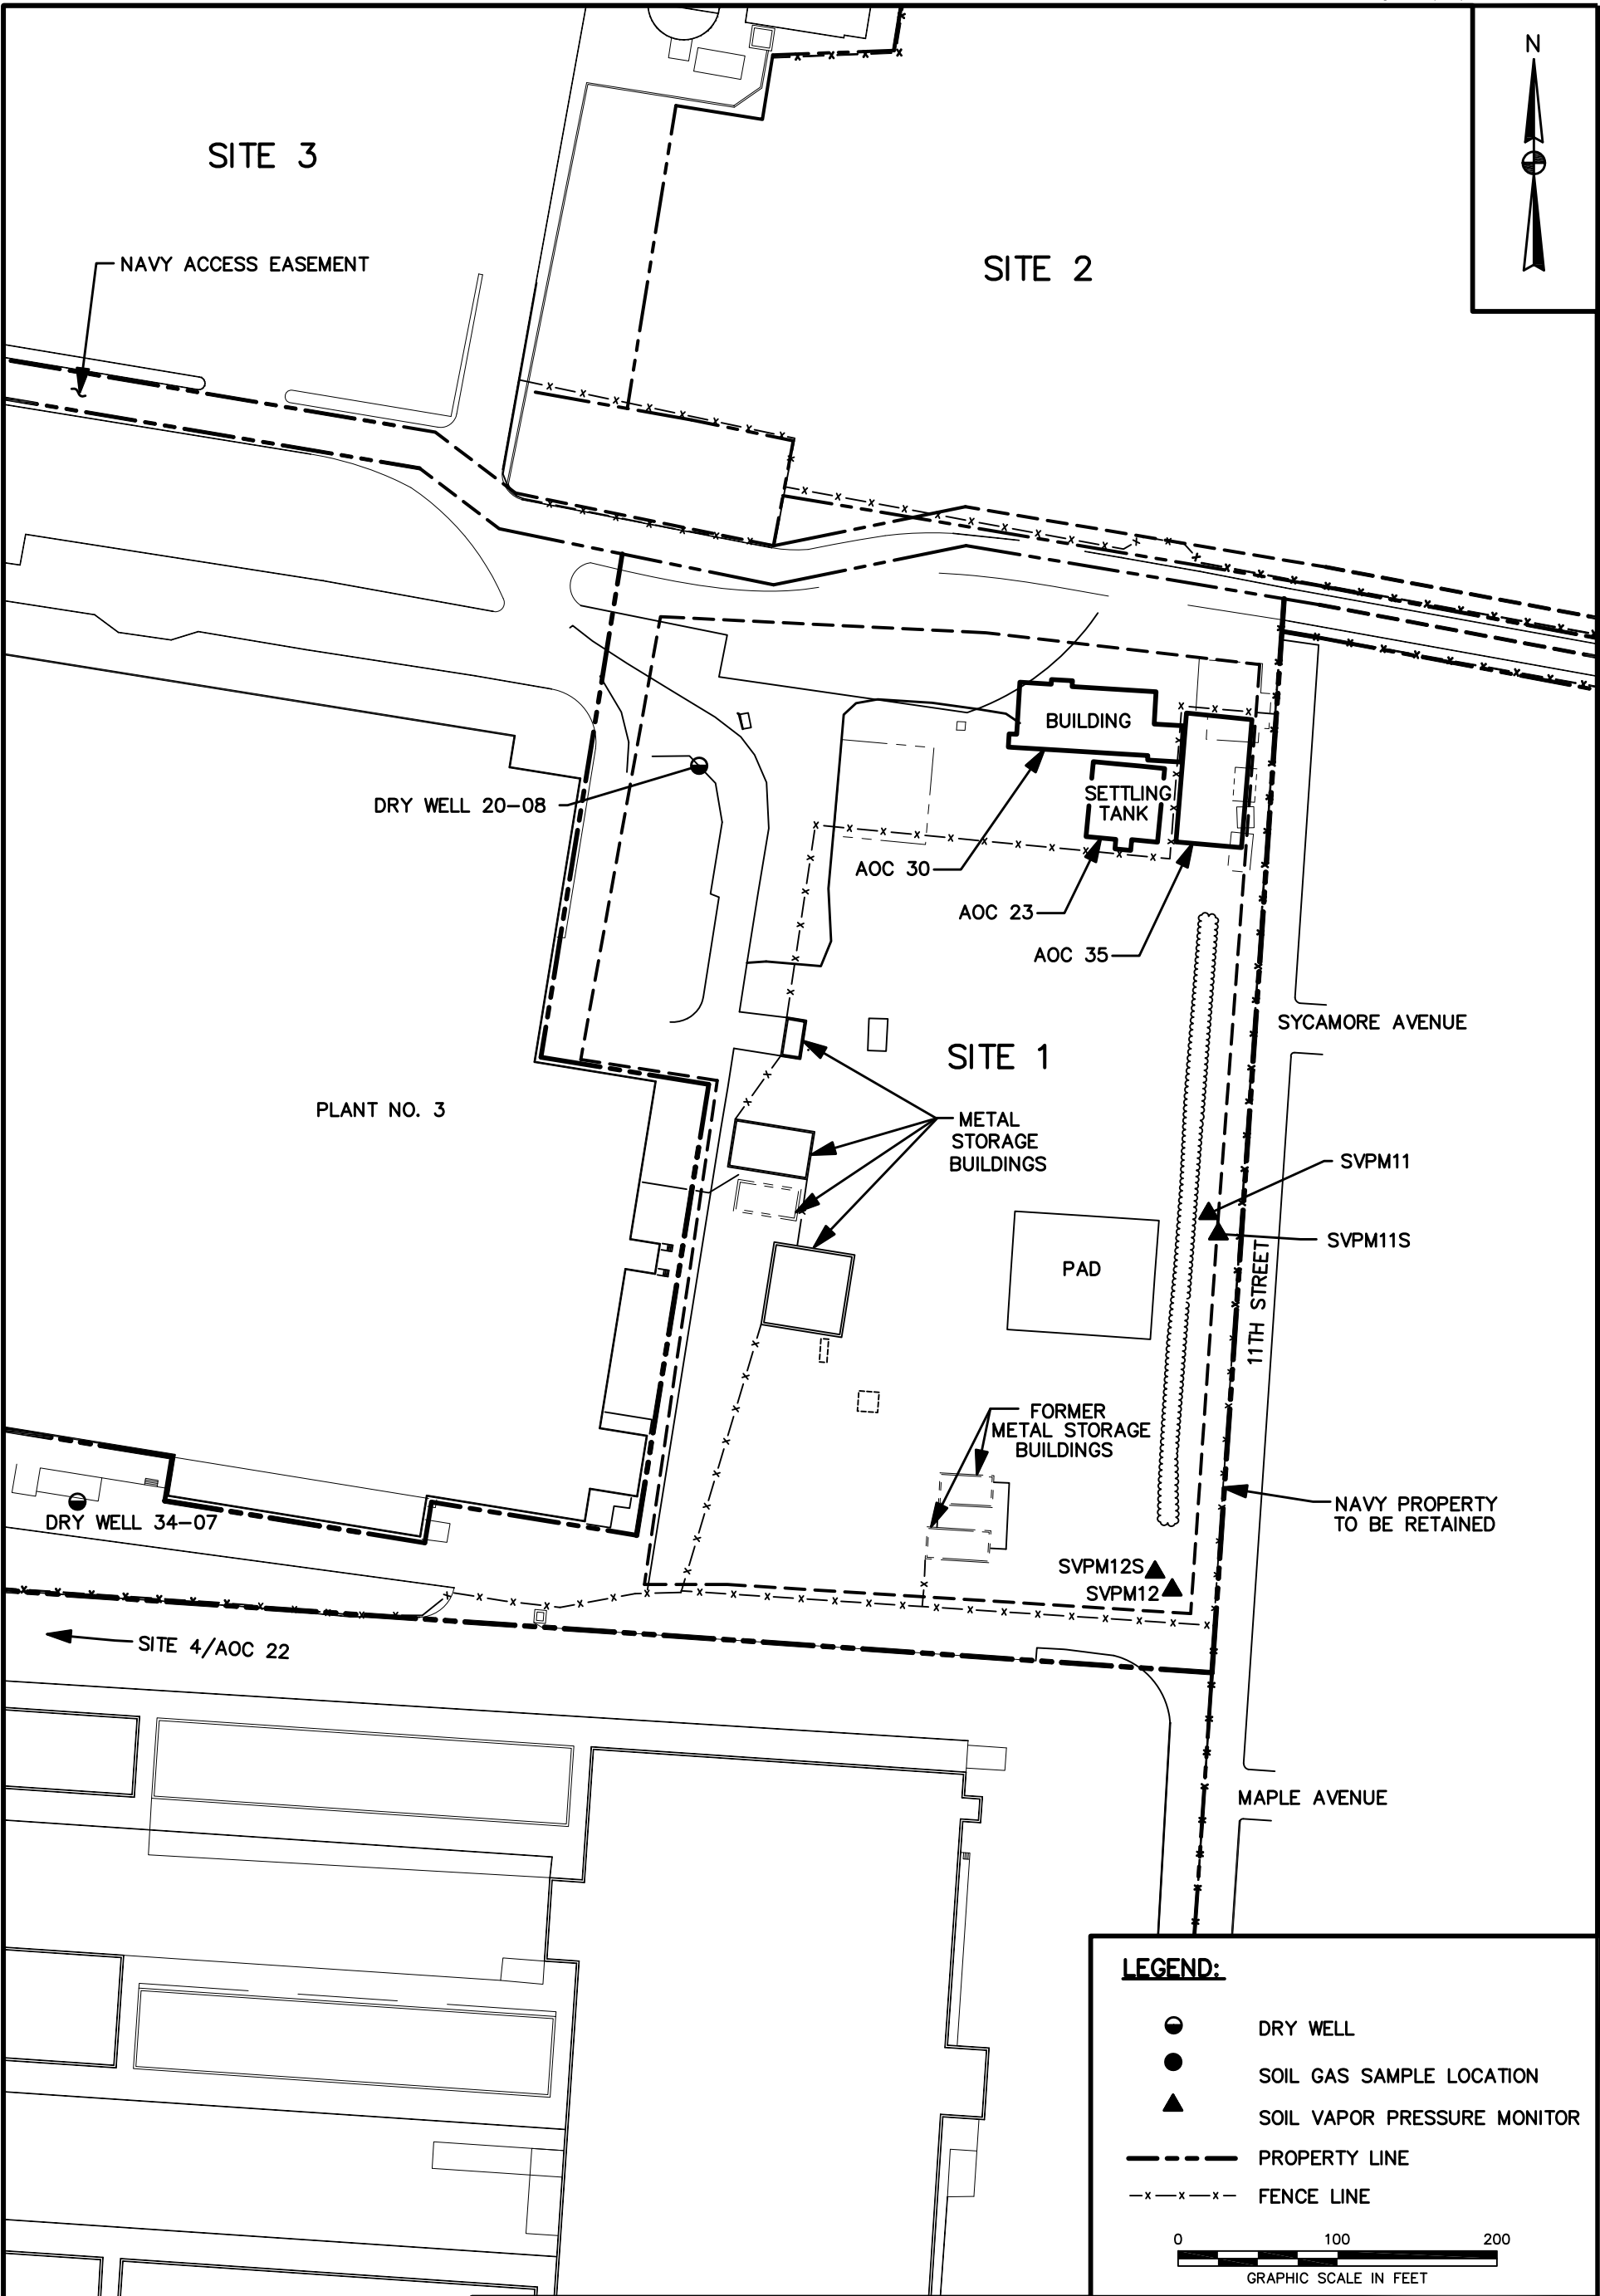 N
SITE 3
NAVY ACCESS EASEMENT
SITE 2
BUILDING
DRY WELL 20-08
SETTLING
TANK
AOC 30
AOC 23
AOC 35
SYCAMORE AVENUE
SITE 1
PLANT NO. 3
METAL
STORAGE
BUILDINGS
SVPM11
SVPM11S
11TH STREET
PAD
FORMER
METAL STORAGE
BUILDINGS
NAVY PROPERTY
TO BE RETAINED
DRY WELL 34-07
SVPM12S
SVPM12
SITE 4/AOC 22
MAPLE AVENUE
LEGEND:
DRY WELL
SOIL GAS SAMPLE LOCATION
SOIL VAPOR PRESSURE MONITOR
PROPERTY LINE
FENCE LINE
0 100 200
GRAPHIC SCALE IN FEET